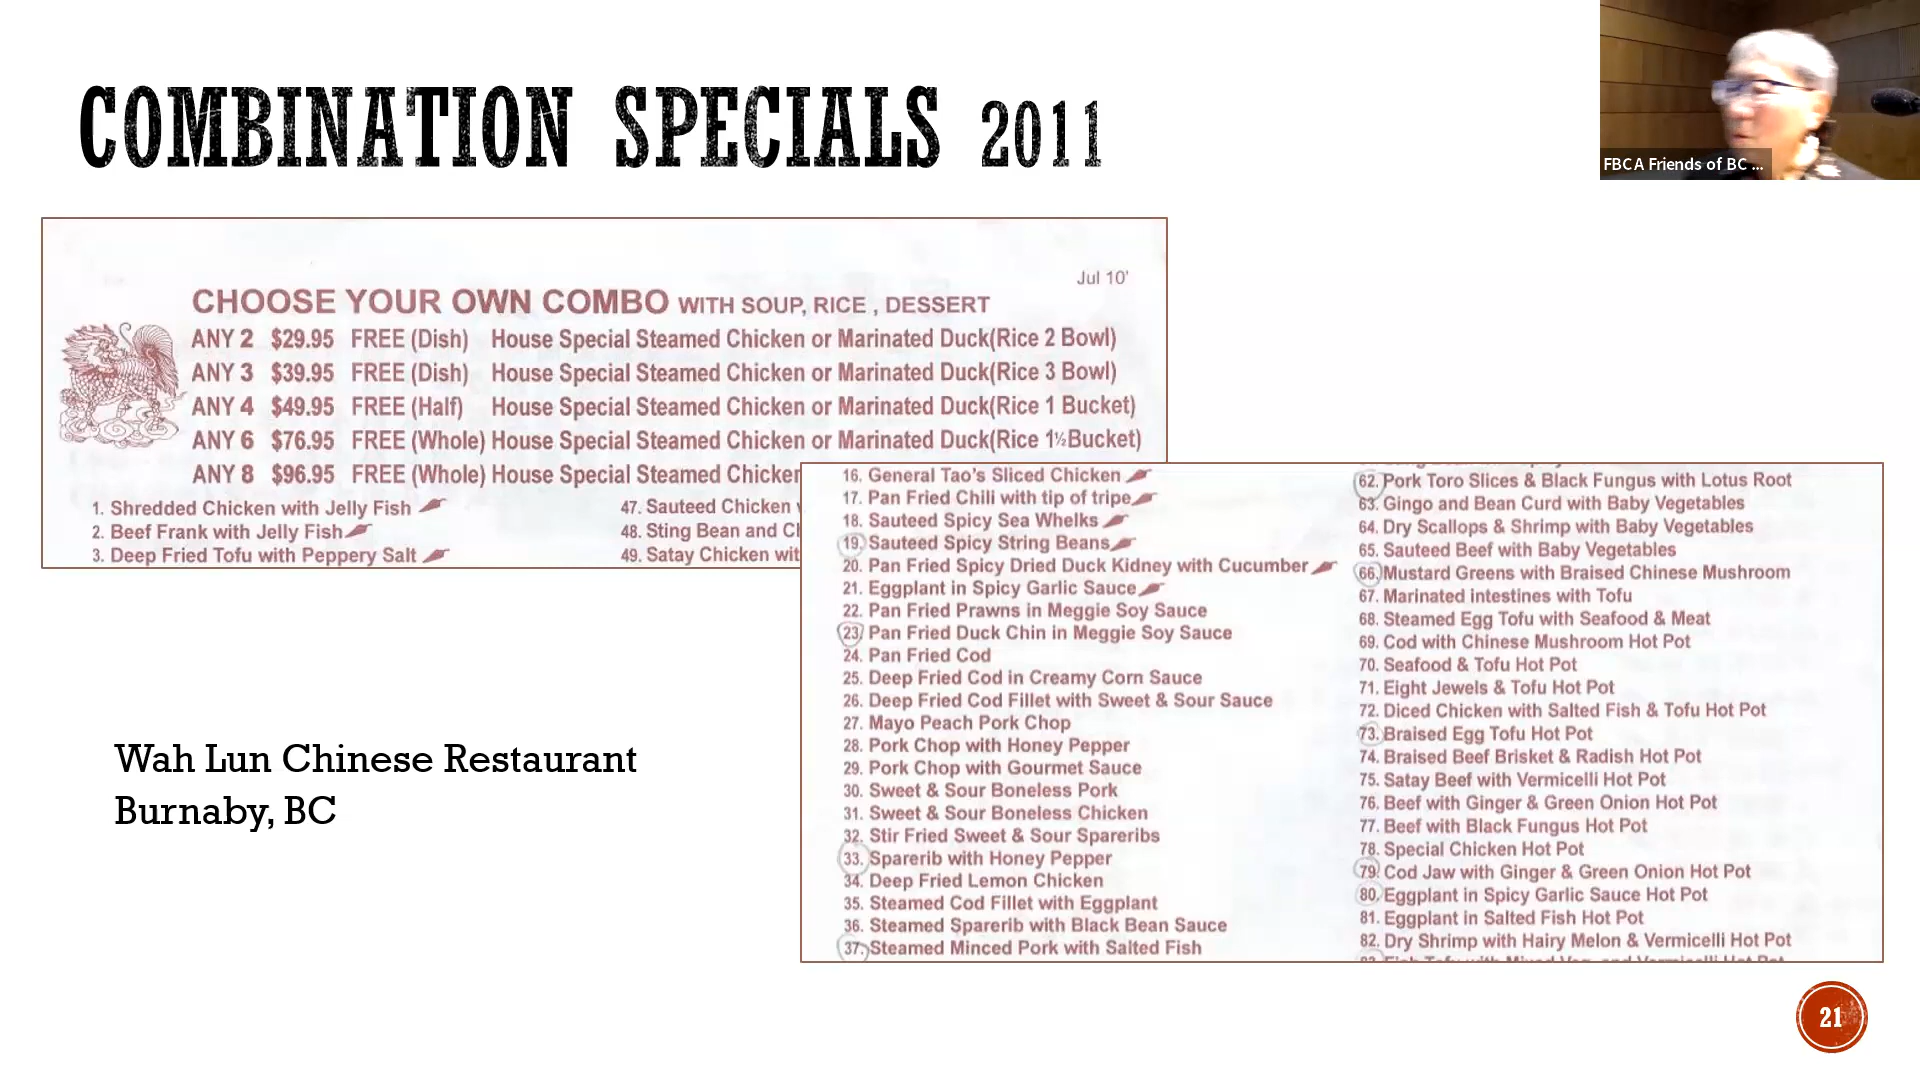 COMBINATION SPECIALS 2011
FBCA Friends of BC ...
Jul 10'
CHOOSE YOUR OWN COMBO WITH SOUP, RICE , DESSERT
ANY 2 $29.95 FREE (Dish) House Special Steamed Chicken or Marinated Duck(Rice 2 Bowl)
ANY 3 $39.95 FREE (Dish) House Special Steamed Chicken or Marinated Duck(Rice 3 Bowl)
ANY 4 $49.95 FREE (Half) House Special Steamed Chicken or Marinated Duck(Rice 1 Bucket)
ANY 6 $76.95 FREE (Whole) House Special Steamed Chicken or Marinated Duck(Rice 1½Bucket)
ANY 8 $96.95 FREE (Whole) House Special Steamed Chicken
1. Shredded Chicken with Jelly Fish
2. Beef Frank with Jelly Fish
3. Deep Fried Tofu with Peppery Salt
47. Sauteed Chicken
48. Sting Bean and
49. Satay Chicken
16. General Tao's Sliced Chicken
17. Pan Fried Chili with tip of tripe
18. Sauteed Spicy Sea Whelks
19. Sauteed Spicy String Beans
20. Pan Fried Spicy Dried Duck Kidney with Cucumber
21. Eggplant in Spicy Garlic Sauce
22. Pan Fried Prawns in Meggie Soy Sauce
23. Pan Fried Duck Chin in Meggie Soy Sauce
24. Pan Fried Cod
25. Deep Fried Cod in Creamy Corn Sauce
26. Deep Fried Cod Fillet with Sweet & Sour Sauce
27. Mayo Peach Pork Chop
28. Pork Chop with Honey Pepper
29. Pork Chop with Gourmet Sauce
30. Sweet & Sour Boneless Pork
31. Sweet & Sour Boneless Chicken
32. Stir Fried Sweet & Sour Spareribs
33. Sparerib with Honey Pepper
34. Deep Fried Lemon Chicken
35. Steamed Cod Fillet with Eggplant
36. Steamed Sparerib with Black Bean Sauce
37. Steamed Minced Pork with Salted Fish
62. Pork Toro Slices & Black Fungus with Lotus Root
63. Gingo and Bean Curd with Baby Vegetables
64. Dry Scallops & Shrimp with Baby Vegetables
65. Sauteed Beef with Baby Vegetables
66. Mustard Greens with Braised Chinese Mushroom
67. Marinated intestines with Tofu
68. Steamed Egg Tofu with Seafood & Meat
69. Cod with Chinese Mushroom Hot Pot
70. Seafood & Tofu Hot Pot
71. Eight Jewels & Tofu Hot Pot
72. Diced Chicken with Salted Fish & Tofu Hot Pot
73. Braised Egg Tofu Hot Pot
74. Braised Beef Brisket & Radish Hot Pot
75. Satay Beef with Vermicelli Hot Pot
76. Beef with Ginger & Green Onion Hot Pot
77. Beef with Black Fungus Hot Pot
78. Special Chicken Hot Pot
79. Cod Jaw with Ginger & Green Onion Hot Pot
80. Eggplant in Spicy Garlic Sauce Hot Pot
81. Eggplant in Salted Fish Hot Pot
82. Dry Shrimp with Hairy Melon & Vermicelli Hot Pot
83. Fish Tofu with Mixed Veg. and Vermicelli Hot Pot
Wah Lun Chinese Restaurant
Burnaby, BC
21